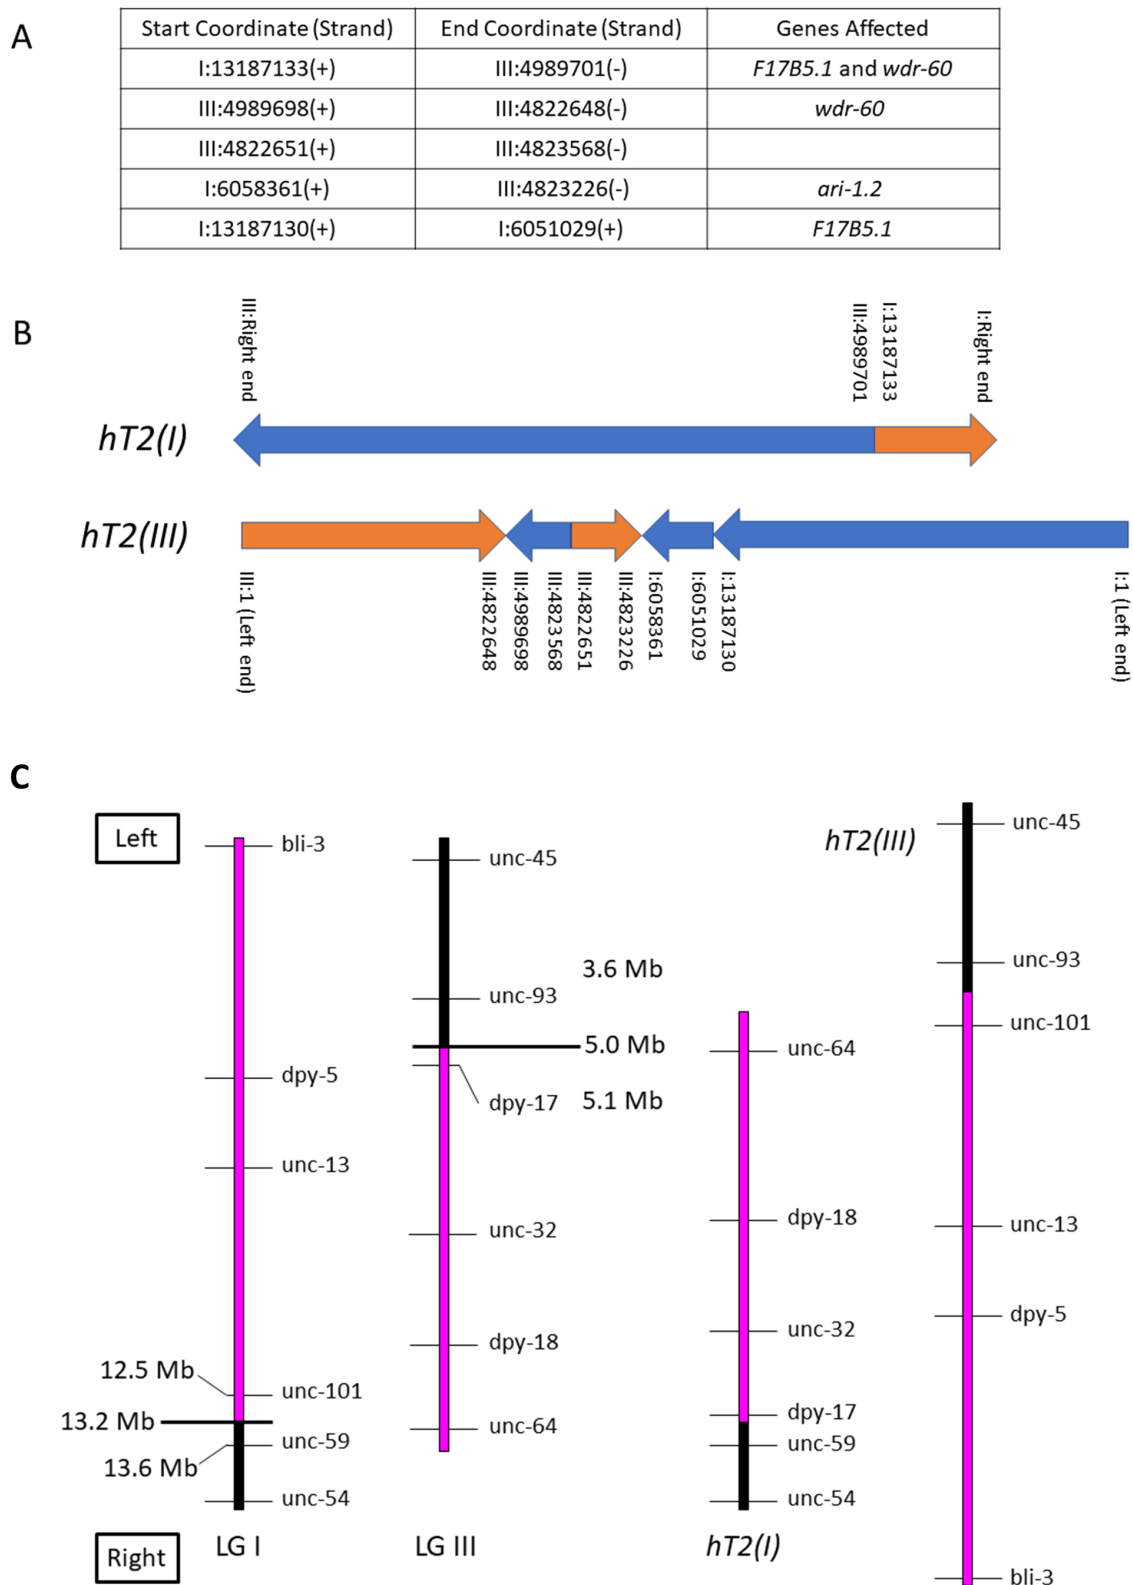 A
Start Coordinate (Strand) End Coordinate (Strand) Genes Affected
I:13187133(+) III:4989701(-) F17B5.1 and wdr-60
III:4989698(+) III:4822648(-) wdr-60
III:4822651(+) III:4823568(-)
I:6058361(+) III:4823226(-) ari-1.2
I:13187130(+) I:6051029(+) F17B5.1
B
III:Right end
III:4989701
I:13187133
I:Right end
hT2(I)
hT2(III)
III:1 (Left end)
III:4822648
III:4989698
III:4823568
III:4822651
III:4823226
I:6058361
I:6051029
I:13187130
I:1 (Left end)
C
Left
bli-3
dpy-5
unc-13
12.5 Mb
unc-101
13.2 Mb
unc-59
13.6 Mb
unc-54
Right
LG I
unc-45
3.6 Mb
unc-93
5.0 Mb
dpy-17
5.1 Mb
unc-32
dpy-18
unc-64
LG III
unc-64
dpy-18
unc-32
dpy-17
unc-59
unc-54
hT2(I)
hT2(III)
unc-45
unc-93
unc-101
unc-13
dpy-5
bli-3